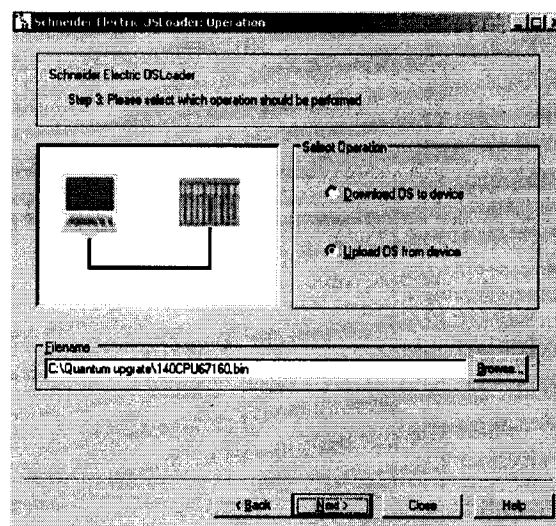 Schneider Electric OSLoader: Operation
Schneider Electric OSLoader
Step 3: Please select which operation should be performed
Select Operation
Download OS to device
Upload OS from device
Filename
C:\Quantum upgrate\140CPU67160.bin
Browse...
< Back
Next >
Close
Help